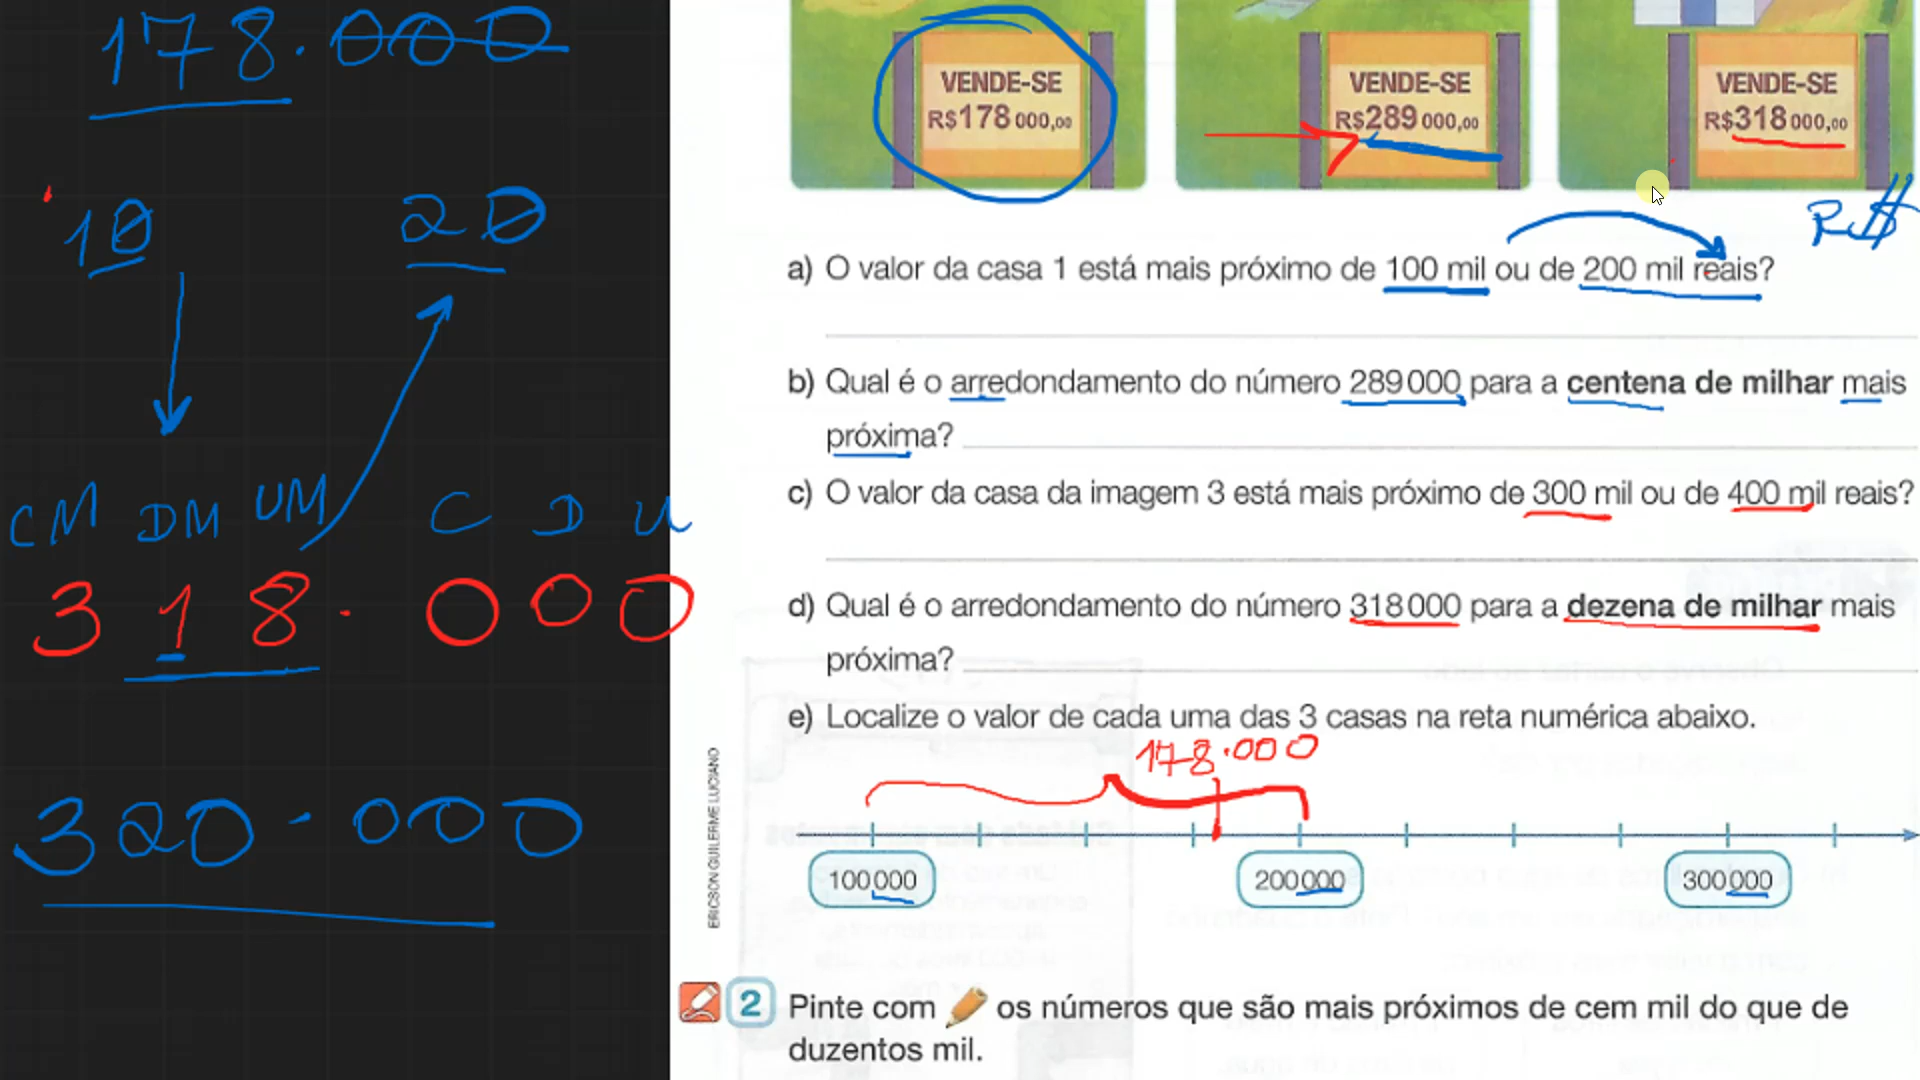 178.000
10 20
CM DM UM C D U
318.000
320.000
VENDE-SE
R$178 000,00
VENDE-SE
R$289 000,00
VENDE-SE
R$318 000,00
R$
a) O valor da casa 1 está mais próximo de 100 mil ou de 200 mil reais?
b) Qual é o arredondamento do número 289 000 para a centena de milhar mais
próxima?
c) O valor da casa da imagem 3 está mais próximo de 300 mil ou de 400 mil reais?
d) Qual é o arredondamento do número 318 000 para a dezena de milhar mais
próxima?
e) Localize o valor de cada uma das 3 casas na reta numérica abaixo.
178.000
100 000 200 000 300 000
ERICSON GUILHERME LUCIANO
2 Pinte com os números que são mais próximos de cem mil do que de
duzentos mil.